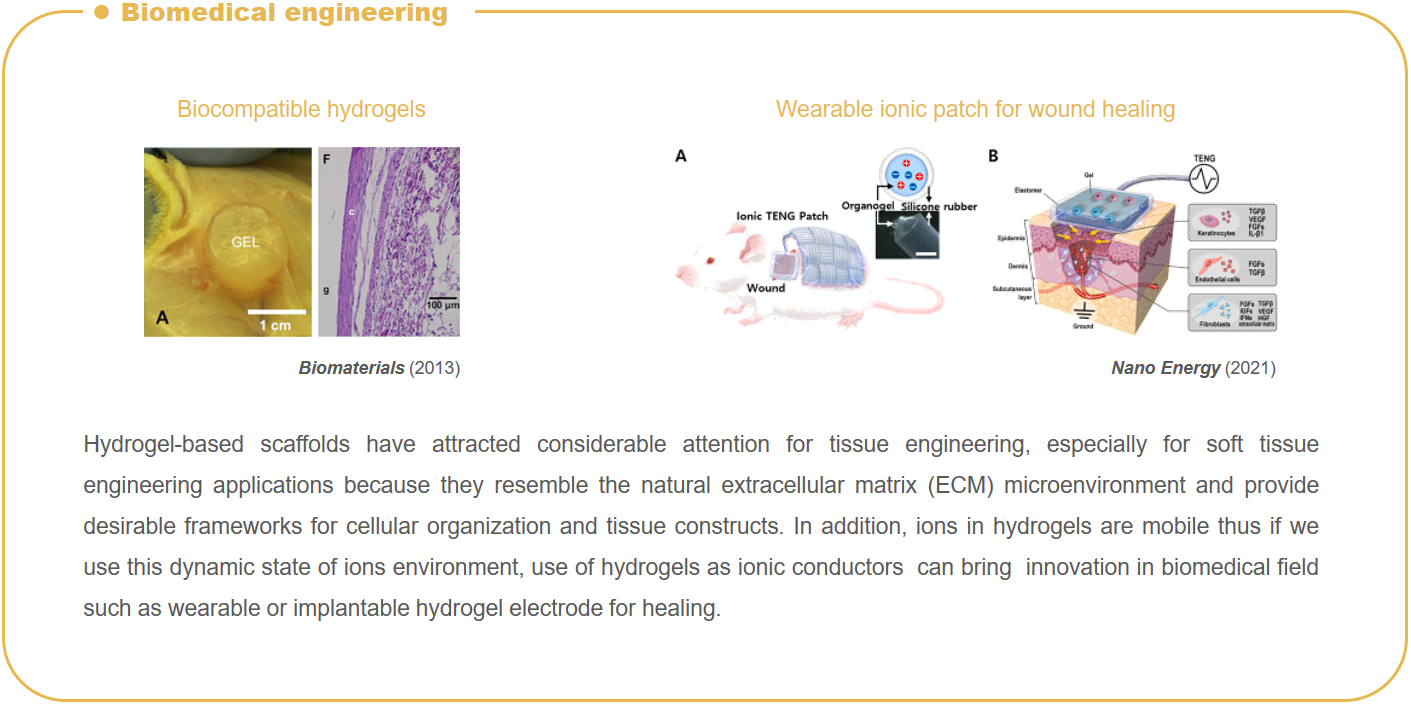 Biomedical engineering
Biocompatible hydrogels
Wearable ionic patch for wound healing
GEL
A
1 cm
F
c
g
100 μm
A
Organogel
Silicone rubber
Ionic TENG Patch
Wound
B
TENG
Gel
Elastomer
Epidermis
Dermis
Subcutaneous
layer
Ground
Keratinocytes
TGFβ
VEGF
FGFs
IL-β1
Endothelial cells
FGFs
TGFβ
Fibroblasts
FGFs TGFβ
IGFs VEGF
IFNs HGF
extracellular matrix
Biomaterials (2013)
Nano Energy (2021)
Hydrogel-based scaffolds have attracted considerable attention for tissue engineering, especially for soft tissue
engineering applications because they resemble the natural extracellular matrix (ECM) microenvironment and provide
desirable frameworks for cellular organization and tissue constructs. In addition, ions in hydrogels are mobile thus if we
use this dynamic state of ions environment, use of hydrogels as ionic conductors can bring innovation in biomedical field
such as wearable or implantable hydrogel electrode for healing.